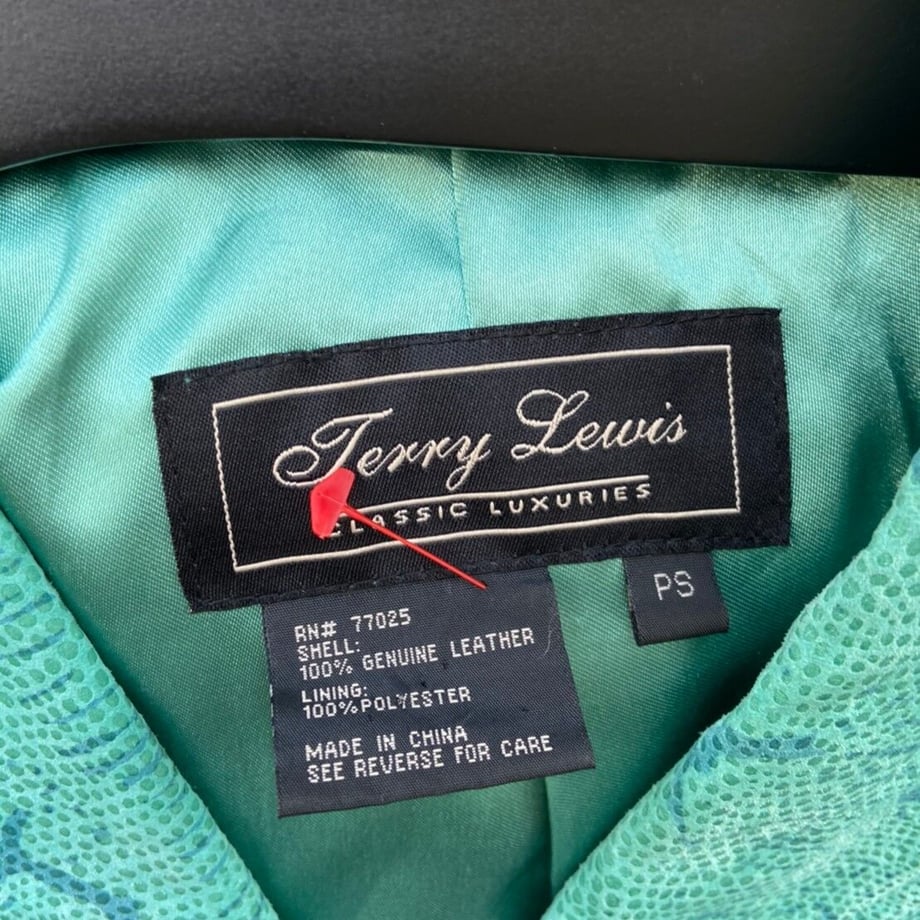 Terry Lewis
CLASSIC LUXURIES
PS
RN# 77025
SHELL:
100% GENUINE LEATHER
LINING:
100%POLYESTER
MADE IN CHINA
SEE REVERSE FOR CARE